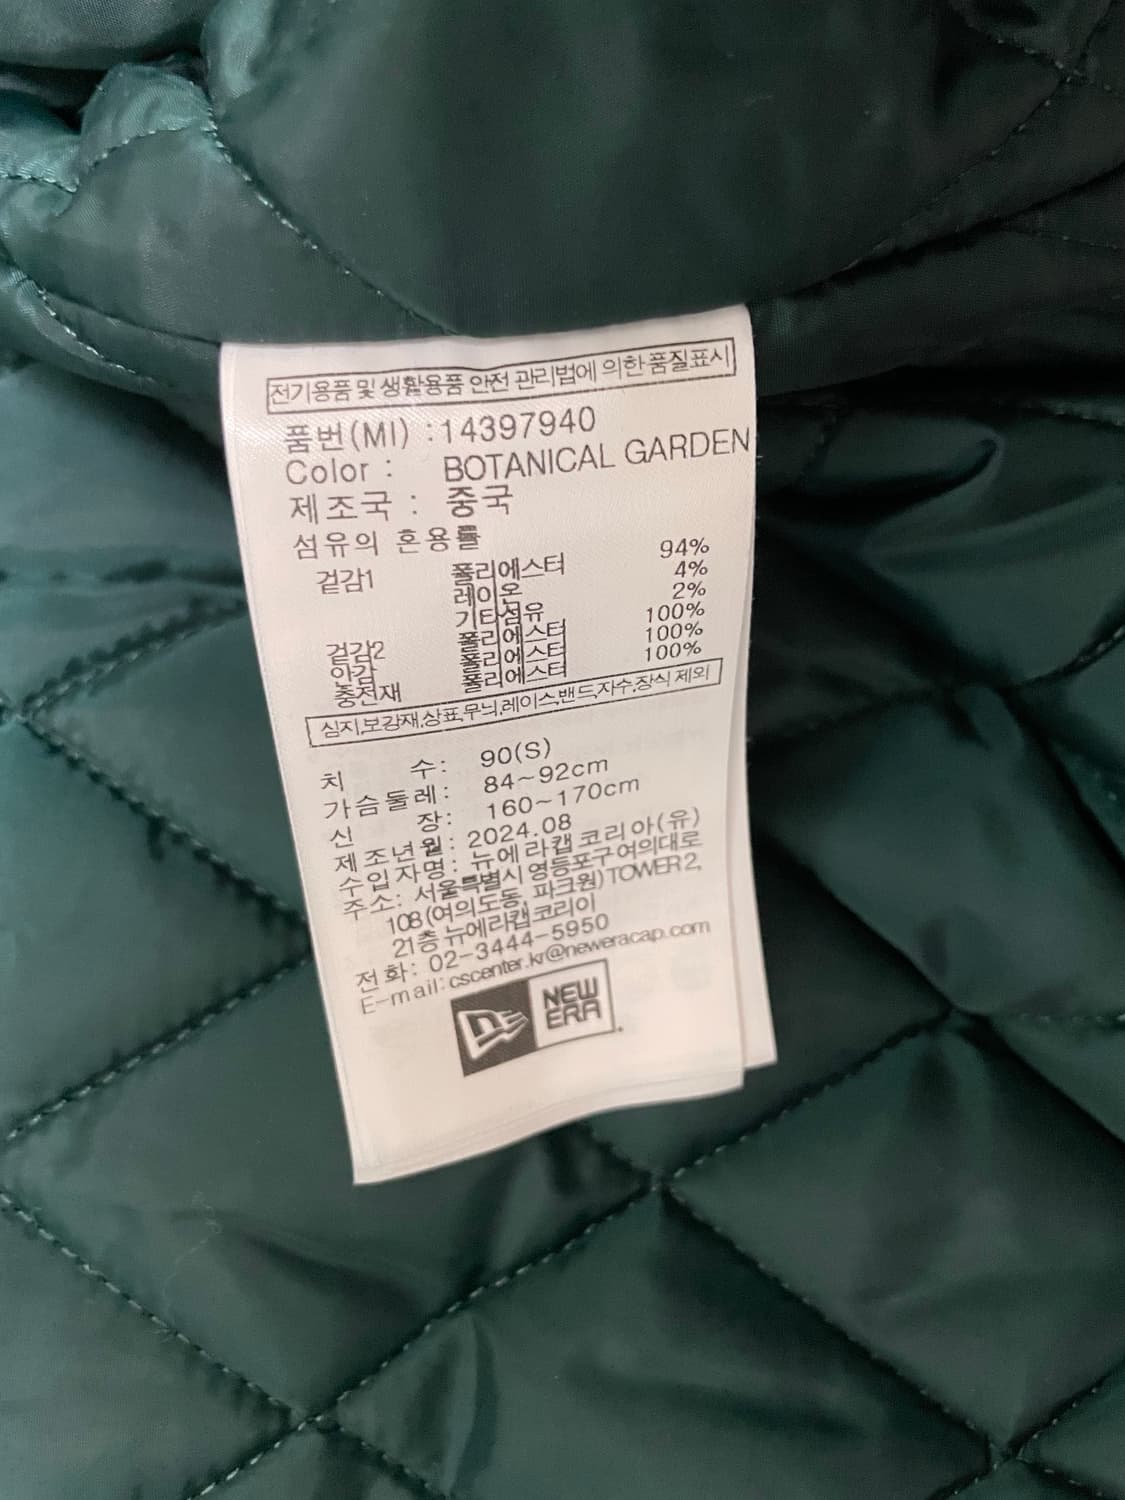 전기용품 및 생활용품 안전 관리법에 의한 품질표시
품번(MI) :14397940
Color : BOTANICAL GARDEN
제조국 : 중국
섬유의 혼용률
겉감1 폴리에스터 94%
레이온 4%
기타섬유 2%
겉감2 폴리에스터 100%
안감 폴리에스터 100%
충전재 폴리에스터 100%
심지,보강재,상표,무늬,레이스,밴드,자수,장식 제외
치 수: 90(S)
가슴둘레: 84~92cm
신 장: 160~170cm
제조년월: 2024.08
수입자명: 뉴에라캡코리아(유)
주소: 서울특별시 영등포구 여의대로
108 (여의도동, 파크원) TOWER 2,
21층 뉴에라캡코리아
전화: 02-3444-5950
E-mail:cscenter.kr@neweracap.com
NEW
ERA